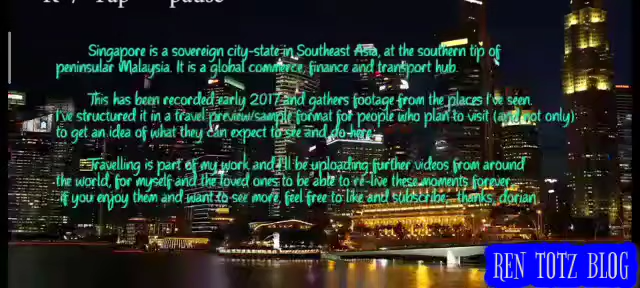 Singapore is a sovereign city-state in Southeast Asia, at the southern tip of
peninsular Malaysia. It is a global commerce, finance and transport hub.
This has been recorded early 2017 and gathers footage from the places I've seen.
I've structured it in a travel preview/sample format for people who plan to visit (and not only)
to get an idea of what they can expect to see and do here.
Travelling is part of my work and I'll be uploading further videos from around
the world, for myself and the loved ones to be able to re-live these moments forever
if you enjoy them and want to see more, feel free to like and subscribe, thanks, dorian
REN TOTZ BLOG